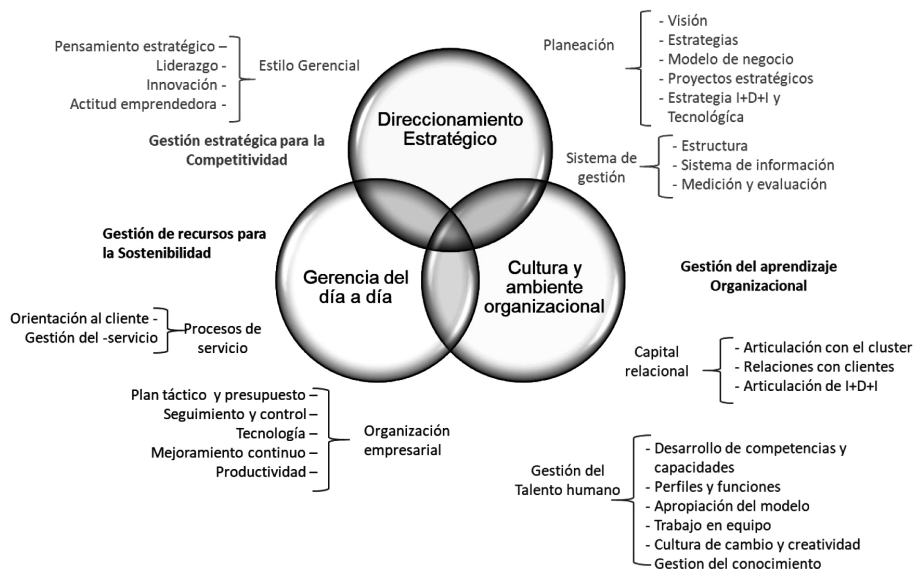 Pensamiento estratégico –
Liderazgo -
Innovación -
Actitud emprendedora -
Estilo Gerencial
Gestión estratégica para la
Competitividad
Direccionamiento
Estratégico
Planeación
- Visión
- Estrategias
- Modelo de negocio
- Proyectos estratégicos
- Estrategia I+D+I y
Tecnológíca
Sistema de
gestión
- Estructura
- Sistema de información
- Medición y evaluación
Gestión de recursos para
la Sostenibilidad
Gerencia del
día a día
Cultura y
ambiente
organizacional
Gestión del aprendizaje
Organizacional
Orientación al cliente -
Gestión del -servicio
Procesos de
servicio
Capital
relacional
- Articulación con el cluster
- Relaciones con clientes
- Articulación de I+D+I
Plan táctico y presupuesto –
Seguimiento y control –
Tecnología –
Mejoramiento continuo –
Productividad –
Organización
empresarial
Gestión del
Talento humano
- Desarrollo de competencias y
capacidades
- Perfiles y funciones
- Apropiación del modelo
- Trabajo en equipo
- Cultura de cambio y creatividad
- Gestion del conocimiento